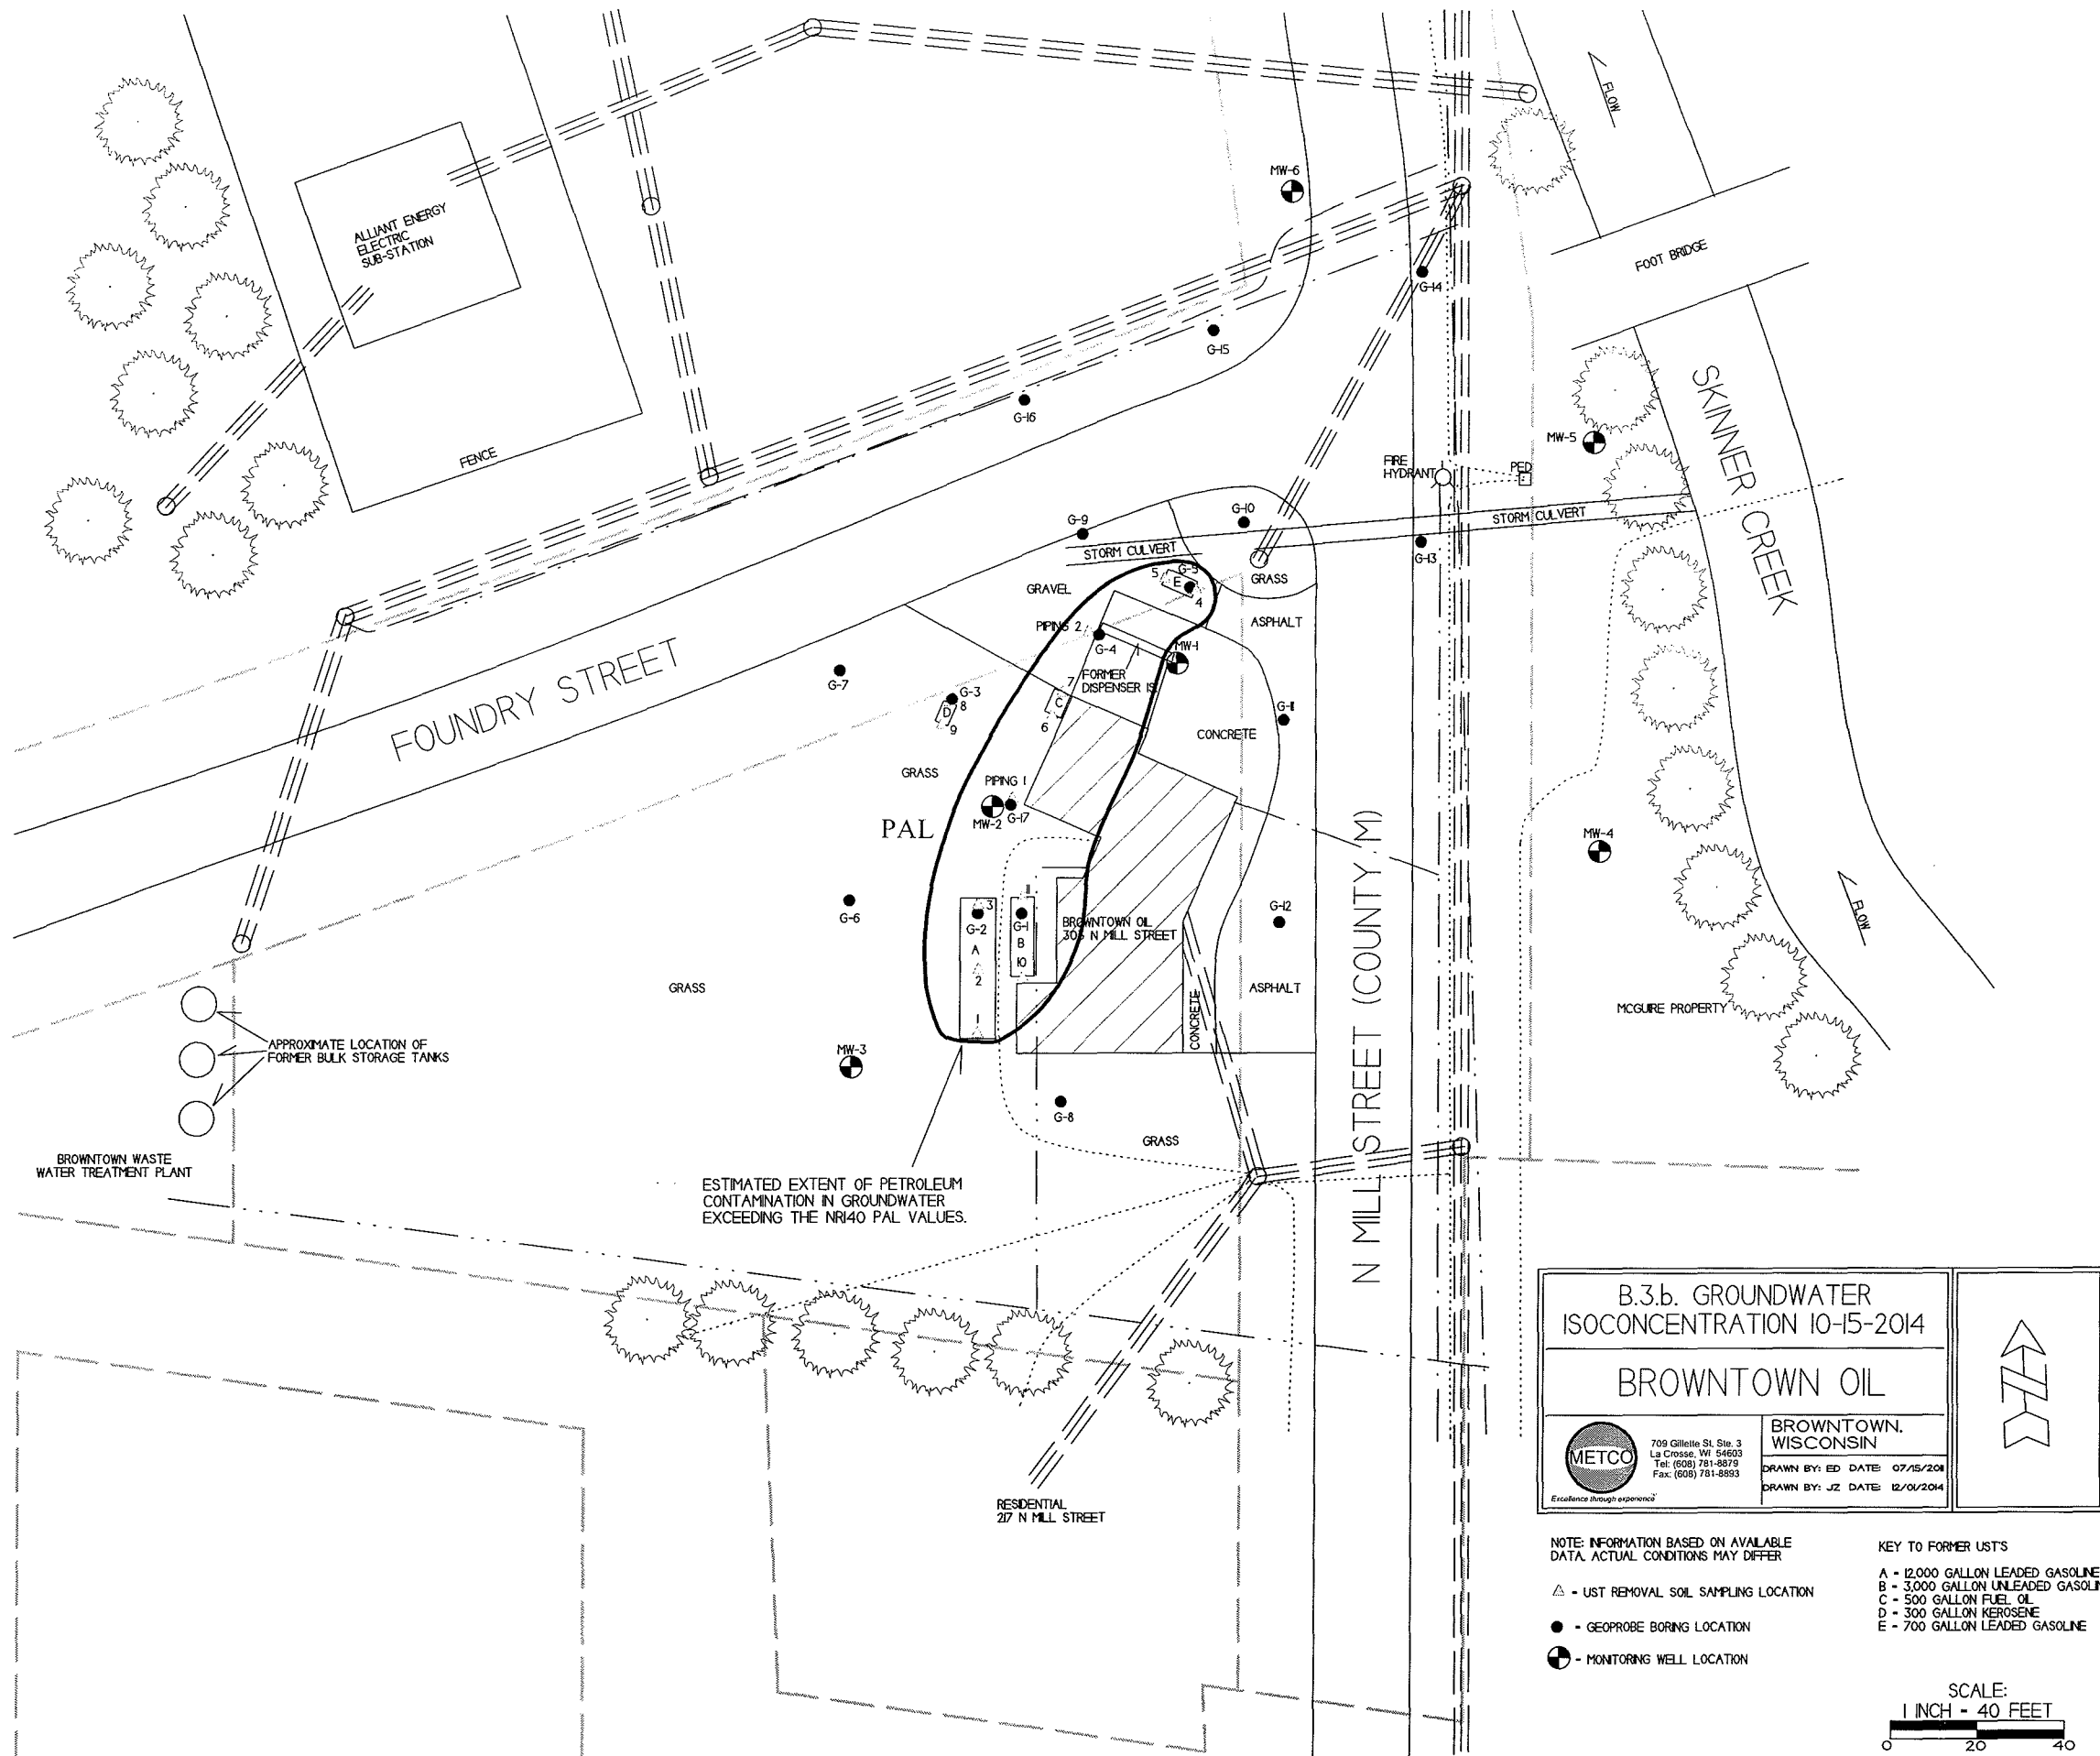 FLOW
MW-6
ALLIANT ENERGY
ELECTRIC
SUB-STATION
FOOT BRIDGE
G-14
G-15
G-16
SKINNER CREEK
MW-5
FENCE
FIRE
HYDRANT
PED
G-9
G-10
STORM CULVERT
STORM CULVERT
G-13
5
G-5
E
4
GRASS
GRAVEL
ASPHALT
PIPING 2
G-4
MW-1
FORMER
DISPENSER IS.
FOUNDRY STREET
G-7
G-3
D
8
9
7
C
6
G-11
CONCRETE
GRASS
PIPING 1
MW-2
G-17
PAL
N MILL STREET (COUNTY M)
MW-4
G-6
3
G-2
A
2
1
11
G-1
B
10
BROWNTOWN OIL
305 N MILL STREET
G-12
FLOW
GRASS
CONCRETE
ASPHALT
MCGUIRE PROPERTY
APPROXIMATE LOCATION OF
FORMER BULK STORAGE TANKS
MW-3
G-8
GRASS
BROWNTOWN WASTE
WATER TREATMENT PLANT
ESTIMATED EXTENT OF PETROLEUM
CONTAMINATION IN GROUNDWATER
EXCEEDING THE NR140 PAL VALUES.
RESIDENTIAL
217 N MILL STREET
B.3.b. GROUNDWATER
ISOCONCENTRATION 10-15-2014
BROWNTOWN OIL
METCO
Excellence through experience
709 Gillette St, Ste. 3
La Crosse, WI 54603
Tel: (608) 781-8879
Fax: (608) 781-8893
BROWNTOWN,
WISCONSIN
DRAWN BY: ED DATE: 07/15/2011
DRAWN BY: JZ DATE: 12/01/2014
N
NOTE: INFORMATION BASED ON AVAILABLE
DATA. ACTUAL CONDITIONS MAY DIFFER
- UST REMOVAL SOIL SAMPLING LOCATION
- GEOPROBE BORING LOCATION
- MONITORING WELL LOCATION
KEY TO FORMER UST'S
A - 12,000 GALLON LEADED GASOLINE
B - 3,000 GALLON UNLEADED GASOLIN
C - 500 GALLON FUEL OIL
D - 300 GALLON KEROSENE
E - 700 GALLON LEADED GASOLINE
SCALE:
1 INCH - 40 FEET
0 20 40